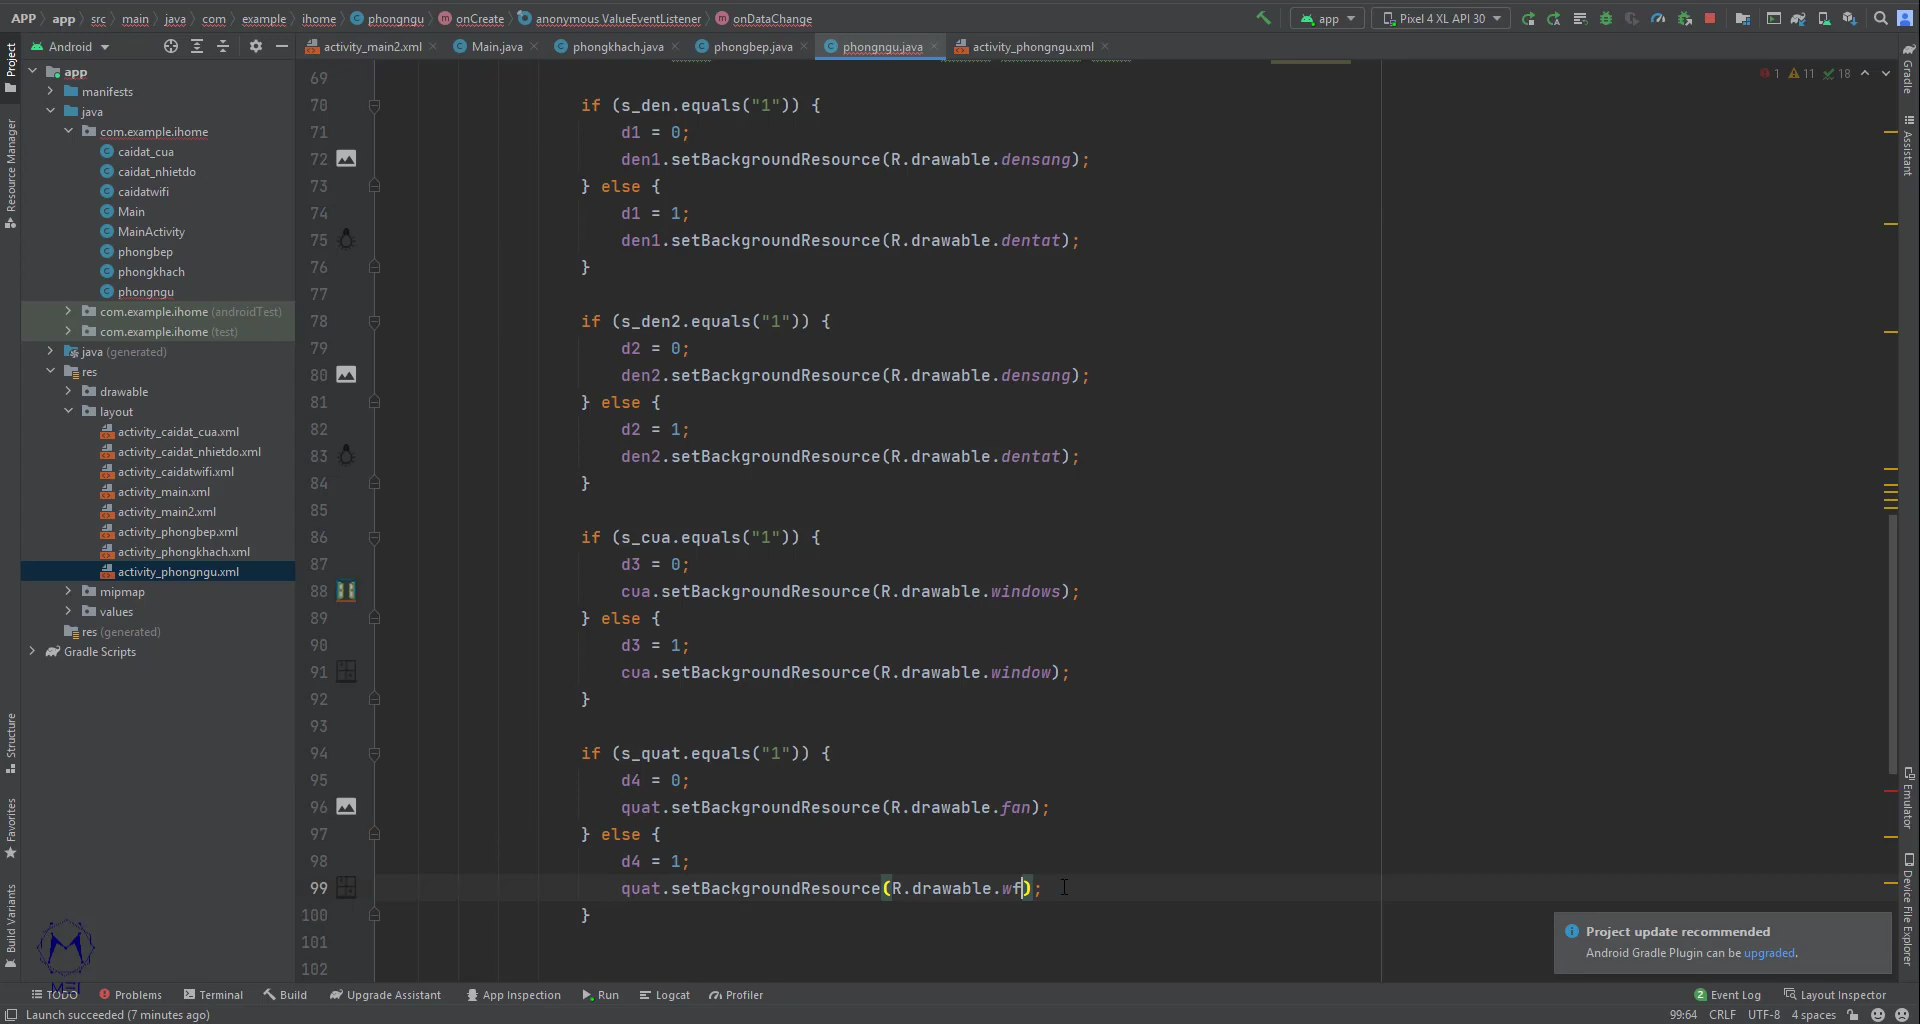 APP app src main java com example ihome phongngu onCreate anonymous ValueEventListener onDataChange
app Pixel 4 XL API 30
Android
activity_main2.xml Main.java phongkhach.java phongbep.java phongngu.java activity_phongngu.xml
1 11 18
app
manifests
java
com.example.ihome
caidat_cua
caidat_nhietdo
caidatwifi
Main
MainActivity
phongbep
phongkhach
phongngu
com.example.ihome (androidTest)
com.example.ihome (test)
java (generated)
res
drawable
layout
activity_caidat_cua.xml
activity_caidat_nhietdo.xml
activity_caidatwifi.xml
activity_main.xml
activity_main2.xml
activity_phongbep.xml
activity_phongkhach.xml
activity_phongngu.xml
mipmap
values
res (generated)
Gradle Scripts
Project
Resource Manager
Structure
Favorites
Build Variants
69
70 if (s_den.equals("1")) {
71 d1 = 0;
72 den1.setBackgroundResource(R.drawable.densang);
73 } else {
74 d1 = 1;
75 den1.setBackgroundResource(R.drawable.dentat);
76 }
77
78 if (s_den2.equals("1")) {
79 d2 = 0;
80 den2.setBackgroundResource(R.drawable.densang);
81 } else {
82 d2 = 1;
83 den2.setBackgroundResource(R.drawable.dentat);
84 }
85
86 if (s_cua.equals("1")) {
87 d3 = 0;
88 cua.setBackgroundResource(R.drawable.windows);
89 } else {
90 d3 = 1;
91 cua.setBackgroundResource(R.drawable.window);
92 }
93
94 if (s_quat.equals("1")) {
95 d4 = 0;
96 quat.setBackgroundResource(R.drawable.fan);
97 } else {
98 d4 = 1;
99 quat.setBackgroundResource(R.drawable.wf);
100 }
101
102
Gradle
Assistant
Emulator
Device File Explorer
Project update recommended
Android Gradle Plugin can be upgraded.
MEI
TODO Problems Terminal Build Upgrade Assistant App Inspection Run Logcat Profiler 2 Event Log Layout Inspector
Launch succeeded (7 minutes ago) 99:64 CRLF UTF-8 4 spaces